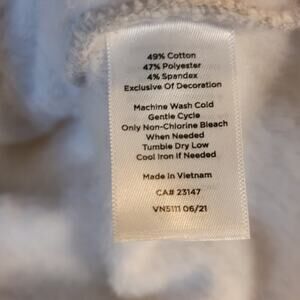 49% Cotton
47% Polyester
4% Spandex
Exclusive Of Decoration
Machine Wash Cold
Gentle Cycle
Only Non-Chlorine Bleach
When Needed
Tumble Dry Low
Cool Iron if Needed
Made in Vietnam
CA# 23147
VN5111 06/21